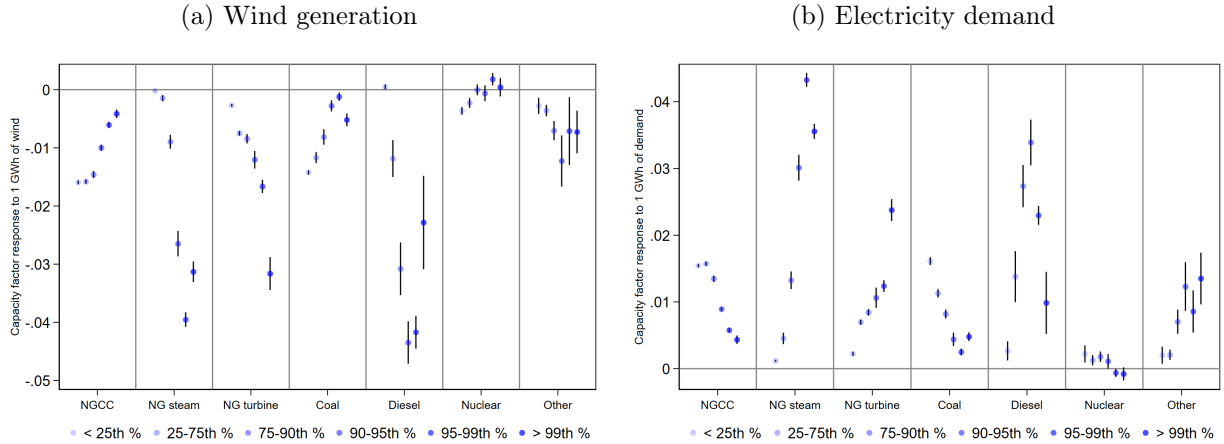 (a) Wind generation
Capacity factor response to 1 GWh of wind
0
-.01
-.02
-.03
-.04
-.05
NGCC NG steam NG turbine Coal Diesel Nuclear Other
< 25th % 25-75th % 75-90th % 90-95th % 95-99th % > 99th %
(b) Electricity demand
Capacity factor response to 1 GWh of demand
.04
.03
.02
.01
0
NGCC NG steam NG turbine Coal Diesel Nuclear Other
< 25th % 25-75th % 75-90th % 90-95th % 95-99th % > 99th %